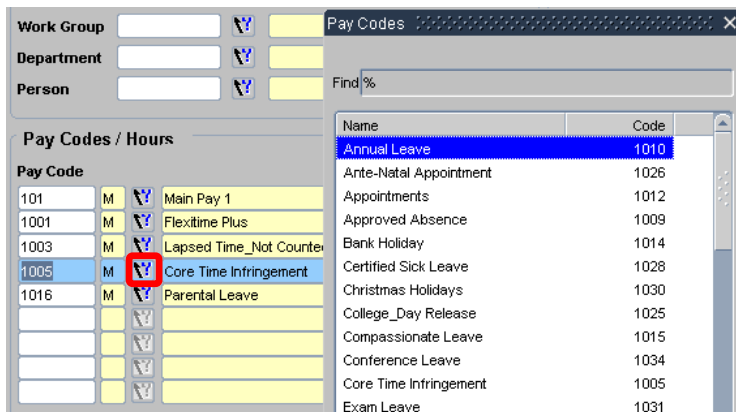 Work Group
Department
Person
Pay Codes / Hours
Pay Code
101 M Main Pay 1
1001 M Flexitime Plus
1003 M Lapsed Time_Not Counte
1005 M Core Time Infringement
1016 M Parental Leave
Pay Codes
Find %
Name Code
Annual Leave 1010
Ante-Natal Appointment 1026
Appointments 1012
Approved Absence 1009
Bank Holiday 1014
Certified Sick Leave 1028
Christmas Holidays 1030
College_Day Release 1025
Compassionate Leave 1015
Conference Leave 1034
Core Time Infringement 1005
Exam Leave 1031